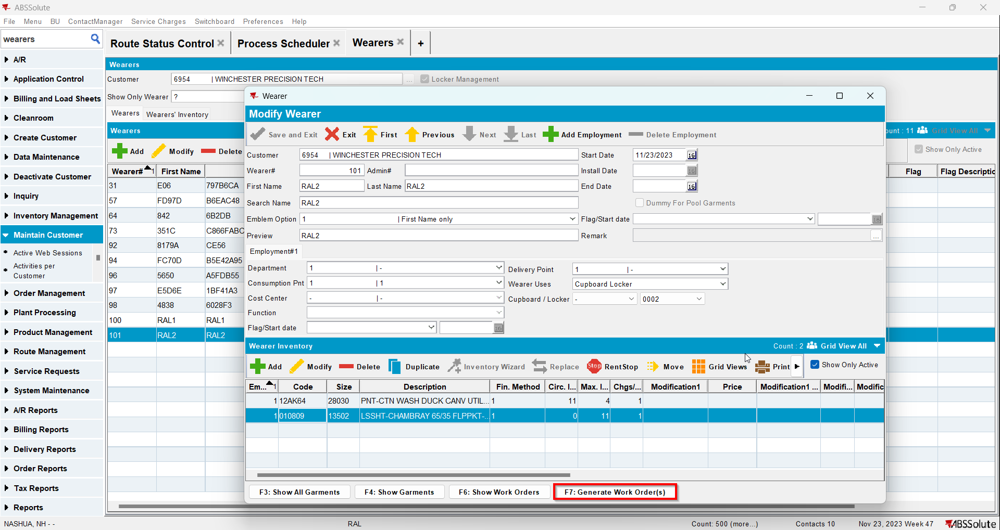 ABSSolute
File Menu BU ContactManager Service Charges Switchboard Preferences Help
wearers
Route Status Control Process Scheduler Wearers +
A/R
Application Control
Billing and Load Sheets
Cleanroom
Create Customer
Data Maintenance
Deactivate Customer
Inquiry
Inventory Management
Maintain Customer
Active Web Sessions
Activities per
Customer
Order Management
Plant Processing
Product Management
Route Management
Service Requests
System Maintenance
A/R Reports
Billing Reports
Delivery Reports
Order Reports
Tax Reports
Reports
Wearers
Customer 6954 | WINCHESTER PRECISION TECH ... Locker Management
Show Only Wearer ?
Wearers Wearers' Inventory
Wearers ount : 11 Grid View All
Add Modify Delete Show Only Active
Wearer# 1 First Name Flag Flag Descriptic
31 E06 797B6CA
57 FD97D B6EAC48
64 842 6B2DB
73 351C C866FABC
92 8179A CE56
94 FC70D B5E42A95
96 5650 A5FDB55
97 E5D6E 1BF41A3
98 4838 6028F3
100 RAL1 RAL1
101 RAL2 RAL2
Wearer
Modify Wearer
Save and Exit Exit First Previous Next Last Add Employment Delete Employment
Customer 6954 | WINCHESTER PRECISION TECH Start Date 11/23/2023 16
Wearer# 101 Admin# Install Date 16
First Name RAL2 Last Name RAL2 End Date 16
Search Name RAL2 Dummy For Pool Garments
Emblem Option 1 | First Name only Flag/Start date 16
Preview RAL2 Remark ...
Employment#1
Department 1 | - Delivery Point 1 | -
Consumption Pnt 1 | 1 Wearer Uses Cupboard Locker
Cost Center - | - Cupboard / Locker - 0002
Function
Flag/Start date 16
Wearer Inventory Count : 2 Grid View All
Add Modify Delete Duplicate Inventory Wizard Replace Stop RentStop Move Grid Views Print Show Only Active
Em... 1 Code Size Description Fin. Method Circ. I... Max. I... Chgs/... Modification1 Price Modification1 ... Modifi... Modific
1 12AK64 28030 PNT-CTN WASH DUCK CANV UTIL... 1 11 4 1
1 010809 13502 LSSHT-CHAMBRAY 65/35 FLPPKT-... 1 0 11 1
F3: Show All Garments F4: Show Garments F6: Show Work Orders F7: Generate Work Order(s)
NASHUA, NH - - RAL Count: 500 (more...) Contacts 10 Nov 23, 2023 Week 47 ABSSolute